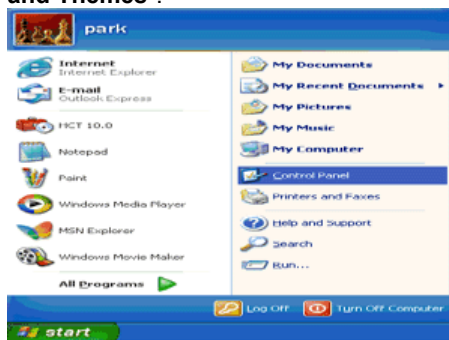 and Themes".
park
Internet
Internet Explorer
E-mail
Outlook Express
HCT 10.0
Notepad
Paint
Windows Media Player
MSN Explorer
Windows Movie Maker
All Programs
My Documents
My Recent Documents
My Pictures
My Music
My Computer
Control Panel
Printers and Faxes
Help and Support
Search
Run...
Log Off
Turn Off Computer
start